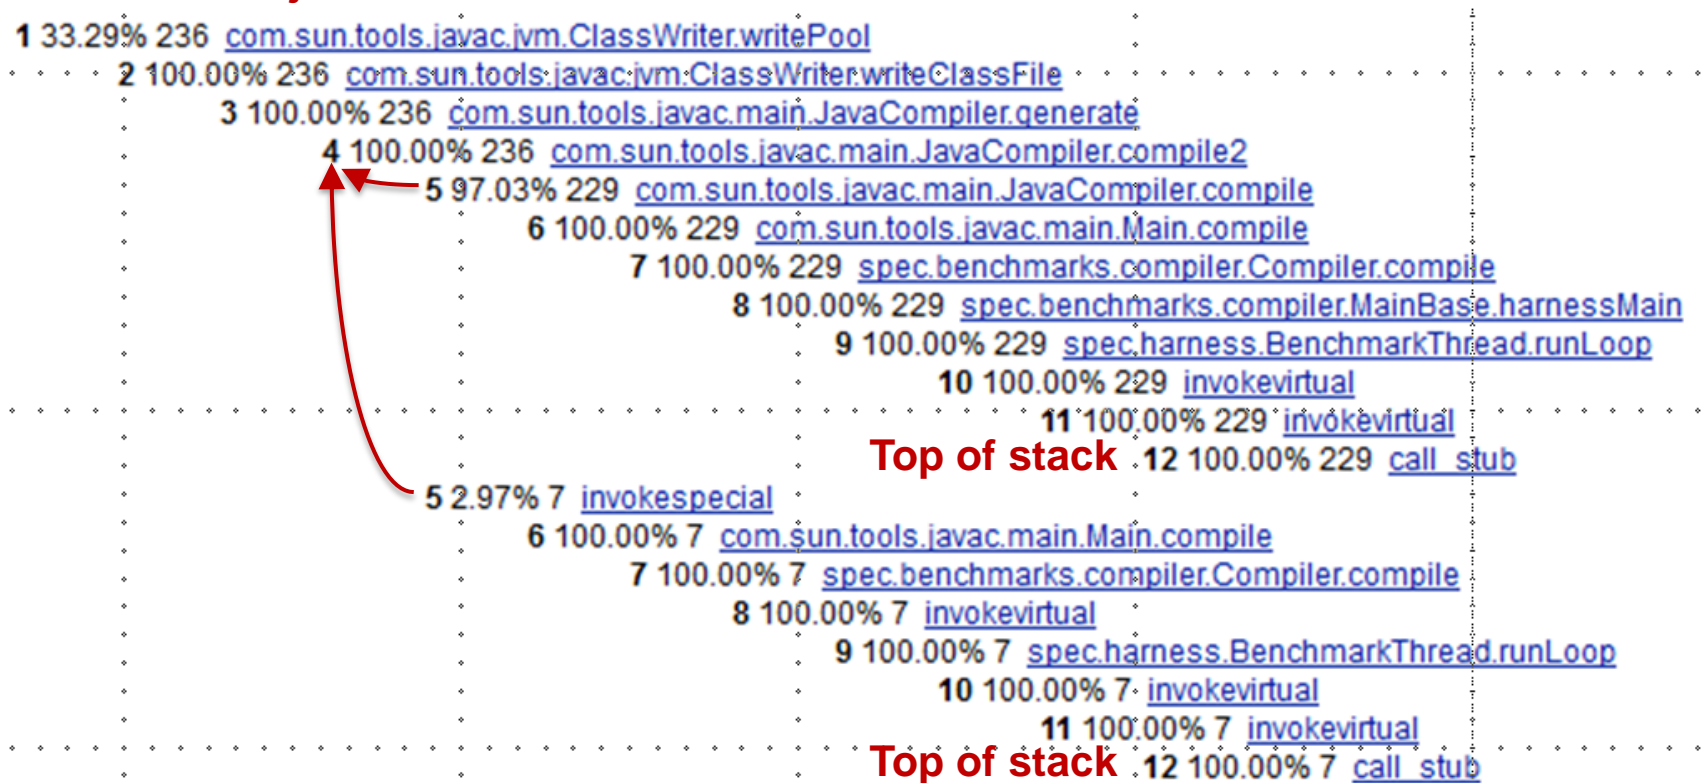 1 33.29% 236 com.sun.tools.javac.jvm.ClassWriter.writePool
2 100.00% 236 com.sun.tools.javac.jvm.ClassWriter.writeClassFile
3 100.00% 236 com.sun.tools.javac.main.JavaCompiler.generate
4 100.00% 236 com.sun.tools.javac.main.JavaCompiler.compile2
5 97.03% 229 com.sun.tools.javac.main.JavaCompiler.compile
6 100.00% 229 com.sun.tools.javac.main.Main.compile
7 100.00% 229 spec.benchmarks.compiler.Compiler.compile
8 100.00% 229 spec.benchmarks.compiler.MainBase.harnessMain
9 100.00% 229 spec.harness.BenchmarkThread.runLoop
10 100.00% 229 invokevirtual
11 100.00% 229 invokevirtual
Top of stack 12 100.00% 229 call_stub
5 2.97% 7 invokespecial
6 100.00% 7 com.sun.tools.javac.main.Main.compile
7 100.00% 7 spec.benchmarks.compiler.Compiler.compile
8 100.00% 7 invokevirtual
9 100.00% 7 spec.harness.BenchmarkThread.runLoop
10 100.00% 7 invokevirtual
11 100.00% 7 invokevirtual
Top of stack 12 100.00% 7 call_stub